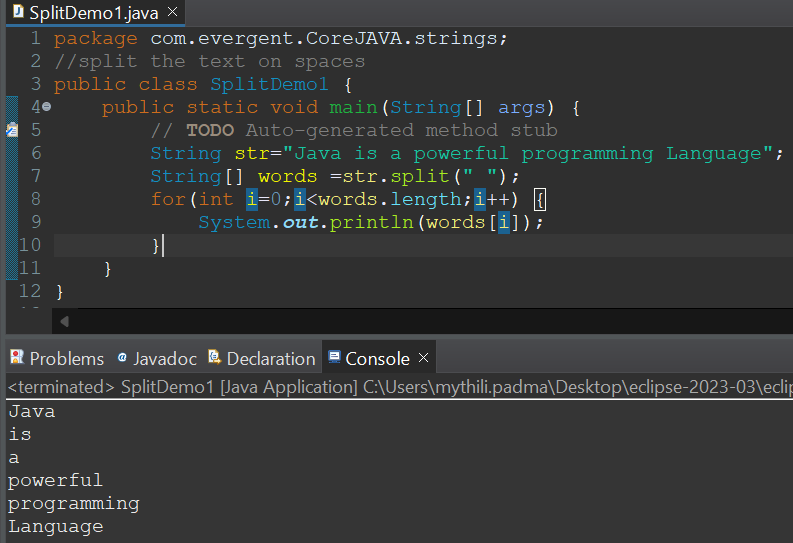 SplitDemo1.java
1 package com.evergent.CoreJAVA.strings;
2 //split the text on spaces
3 public class SplitDemo1 {
4 public static void main(String[] args) {
5 // TODO Auto-generated method stub
6 String str="Java is a powerful programming Language";
7 String[] words =str.split(" ");
8 for(int i=0;i<words.length;i++) {
9 System.out.println(words[i]);
10 }
11 }
12 }
Problems @ Javadoc Declaration Console
<terminated> SplitDemo1 [Java Application] C:\Users\mythili.padma\Desktop\eclipse-2023-03\eclip
Java
is
a
powerful
programming
Language